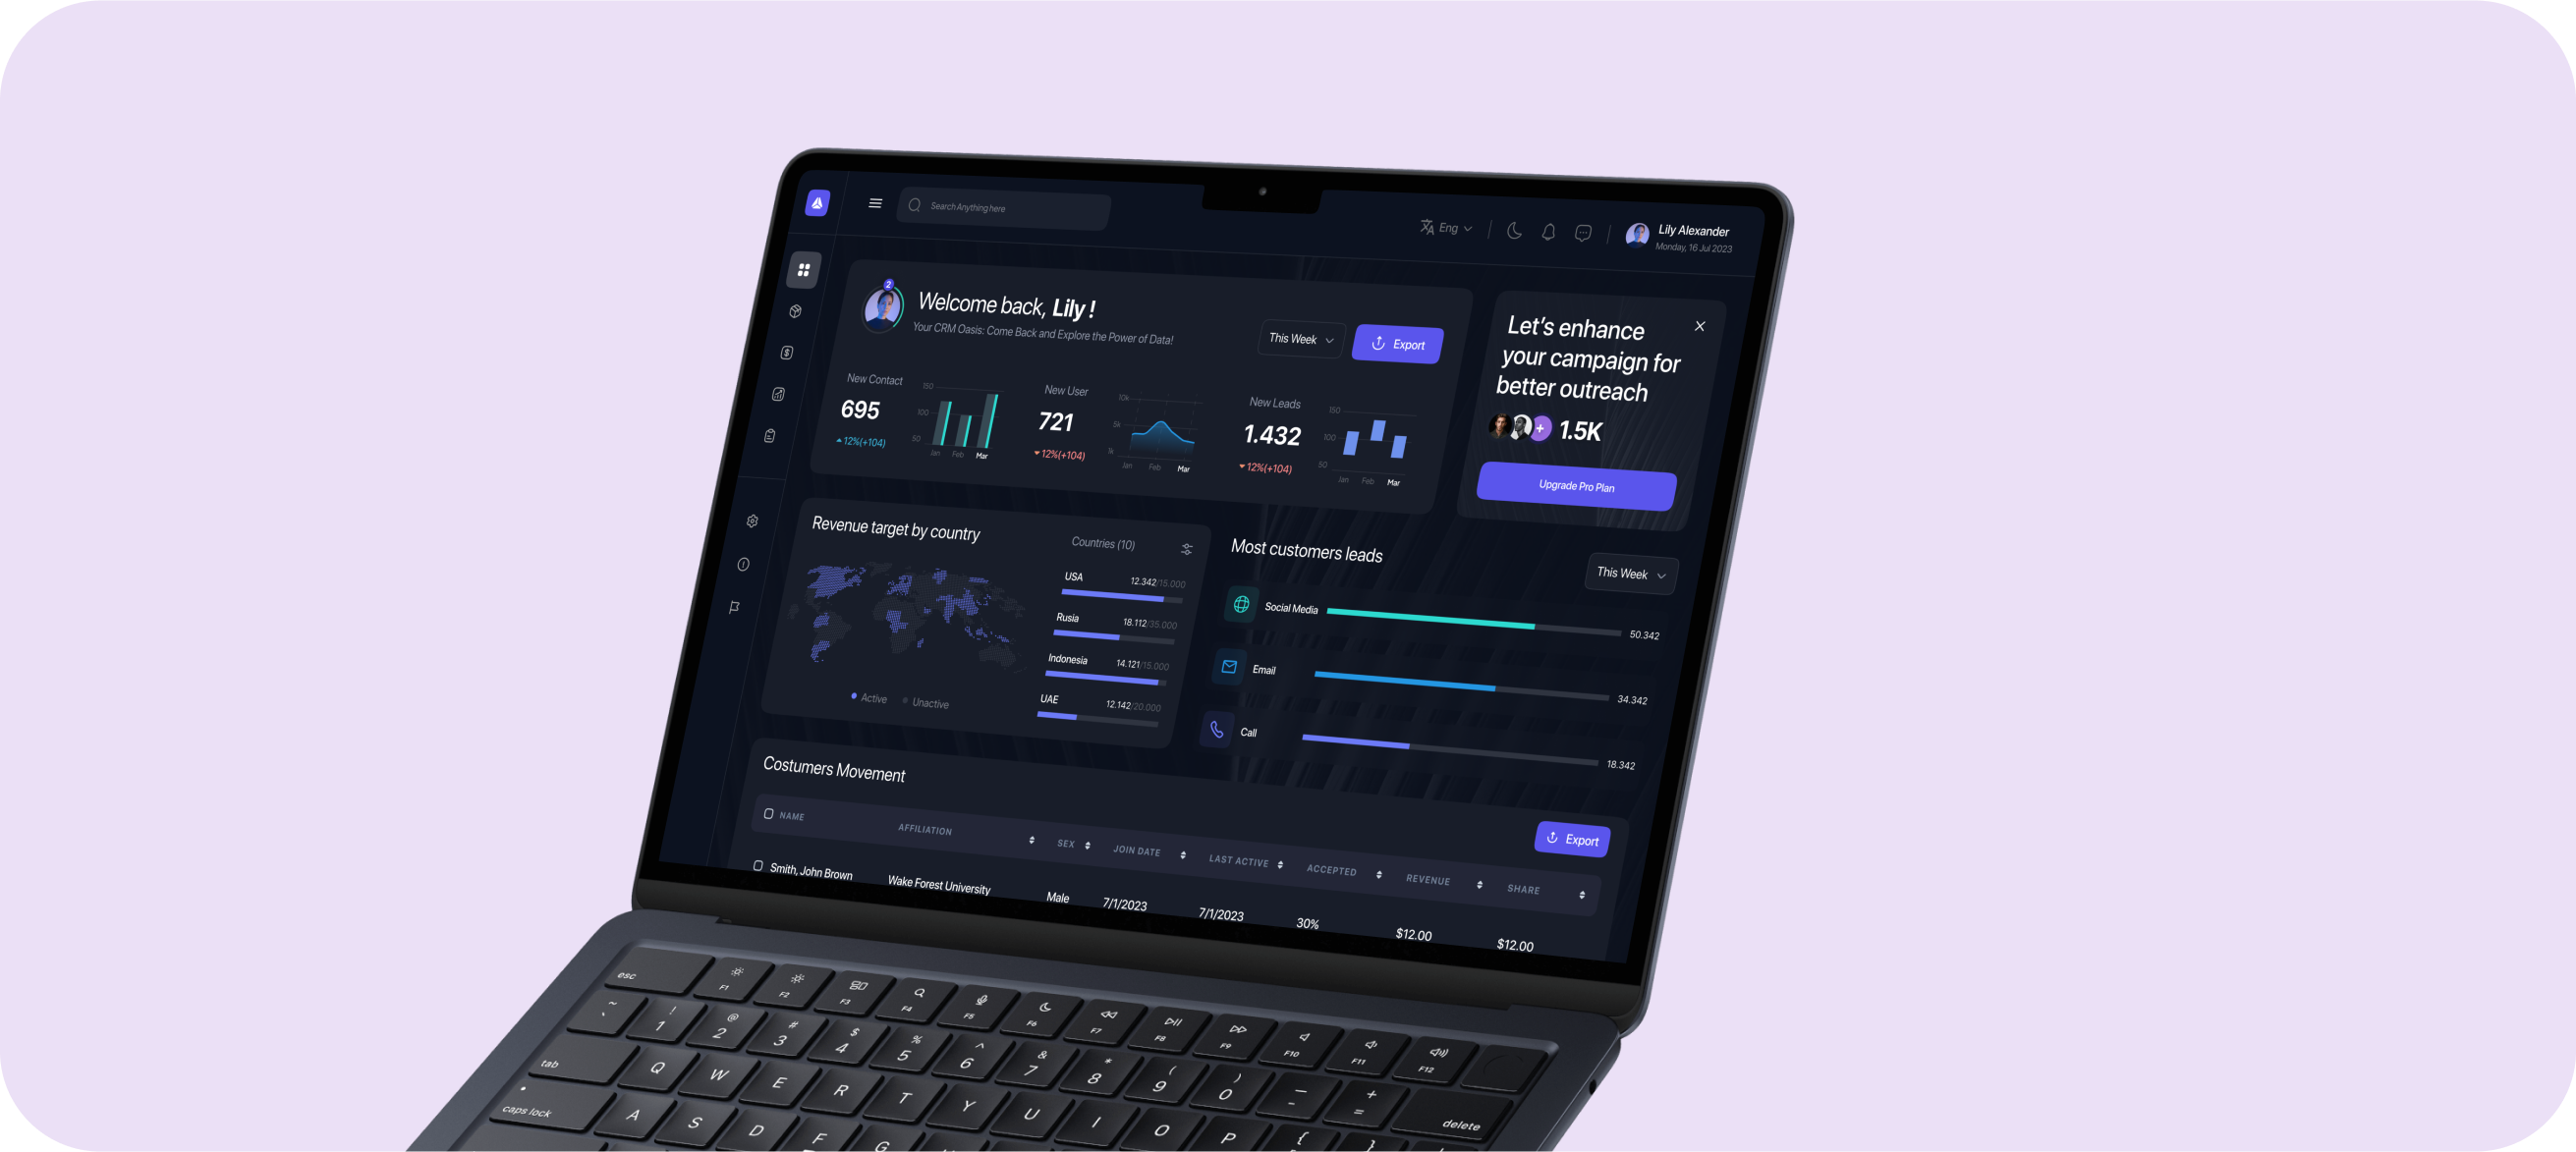 Search Anything here
Eng
Lily Alexander
Monday, 16 Jul 2023
2
Welcome back, Lily !
Your CRM Oasis: Come Back and Explore the Power of Data!
This Week
Export
New Contact
695
12%(+104)
150
100
50
Jan Feb Mar
New User
721
12%(+104)
10k
5k
1k
Jan Feb Mar
New Leads
1.432
12%(+104)
150
100
50
Jan Feb Mar
Let's enhance
your campaign for
better outreach
+ 1.5K
Upgrade Pro Plan
Revenue target by country
Countries (10)
USA 12.342/15.000
Rusia 18.112/35.000
Indonesia 14.121/15.000
UAE 12.142/20.000
Active Unactive
Most customers leads
This Week
Social Media 50.342
Email 34.342
Call 18.342
Costumers Movement
Export
NAME AFFILIATION SEX JOIN DATE LAST ACTIVE ACCEPTED REVENUE SHARE
Smith, John Brown Wake Forest University Male 7/1/2023 7/1/2023 30% $12.00 $12.00
esc F1 F2 F3 F4 F5 F6 F7 F8 F9 F10 F11 F12
~ ! @ # $ % ^ & * ( ) — +
` 1 2 3 4 5 6 7 8 9 0 - =
delete
tab Q W E R T Y U I O P { }
caps lock A S D F G